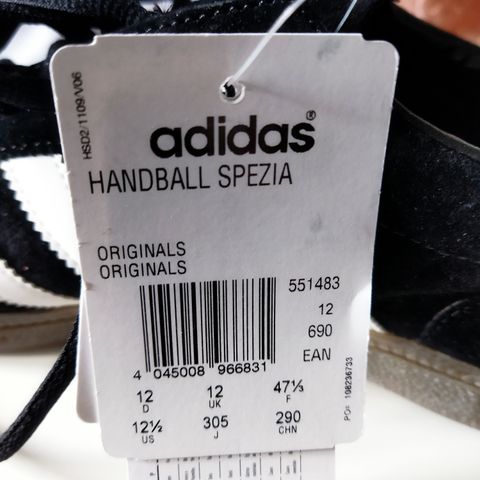 HSD2/1109/V06
adidas®
HANDBALL SPEZIA
ORIGINALS
ORIGINALS
551483
12
690
EAN
4 045008 966831
12 12 47⅓
D UK F
12½ 305 290
US J CHN
PO# 108236733